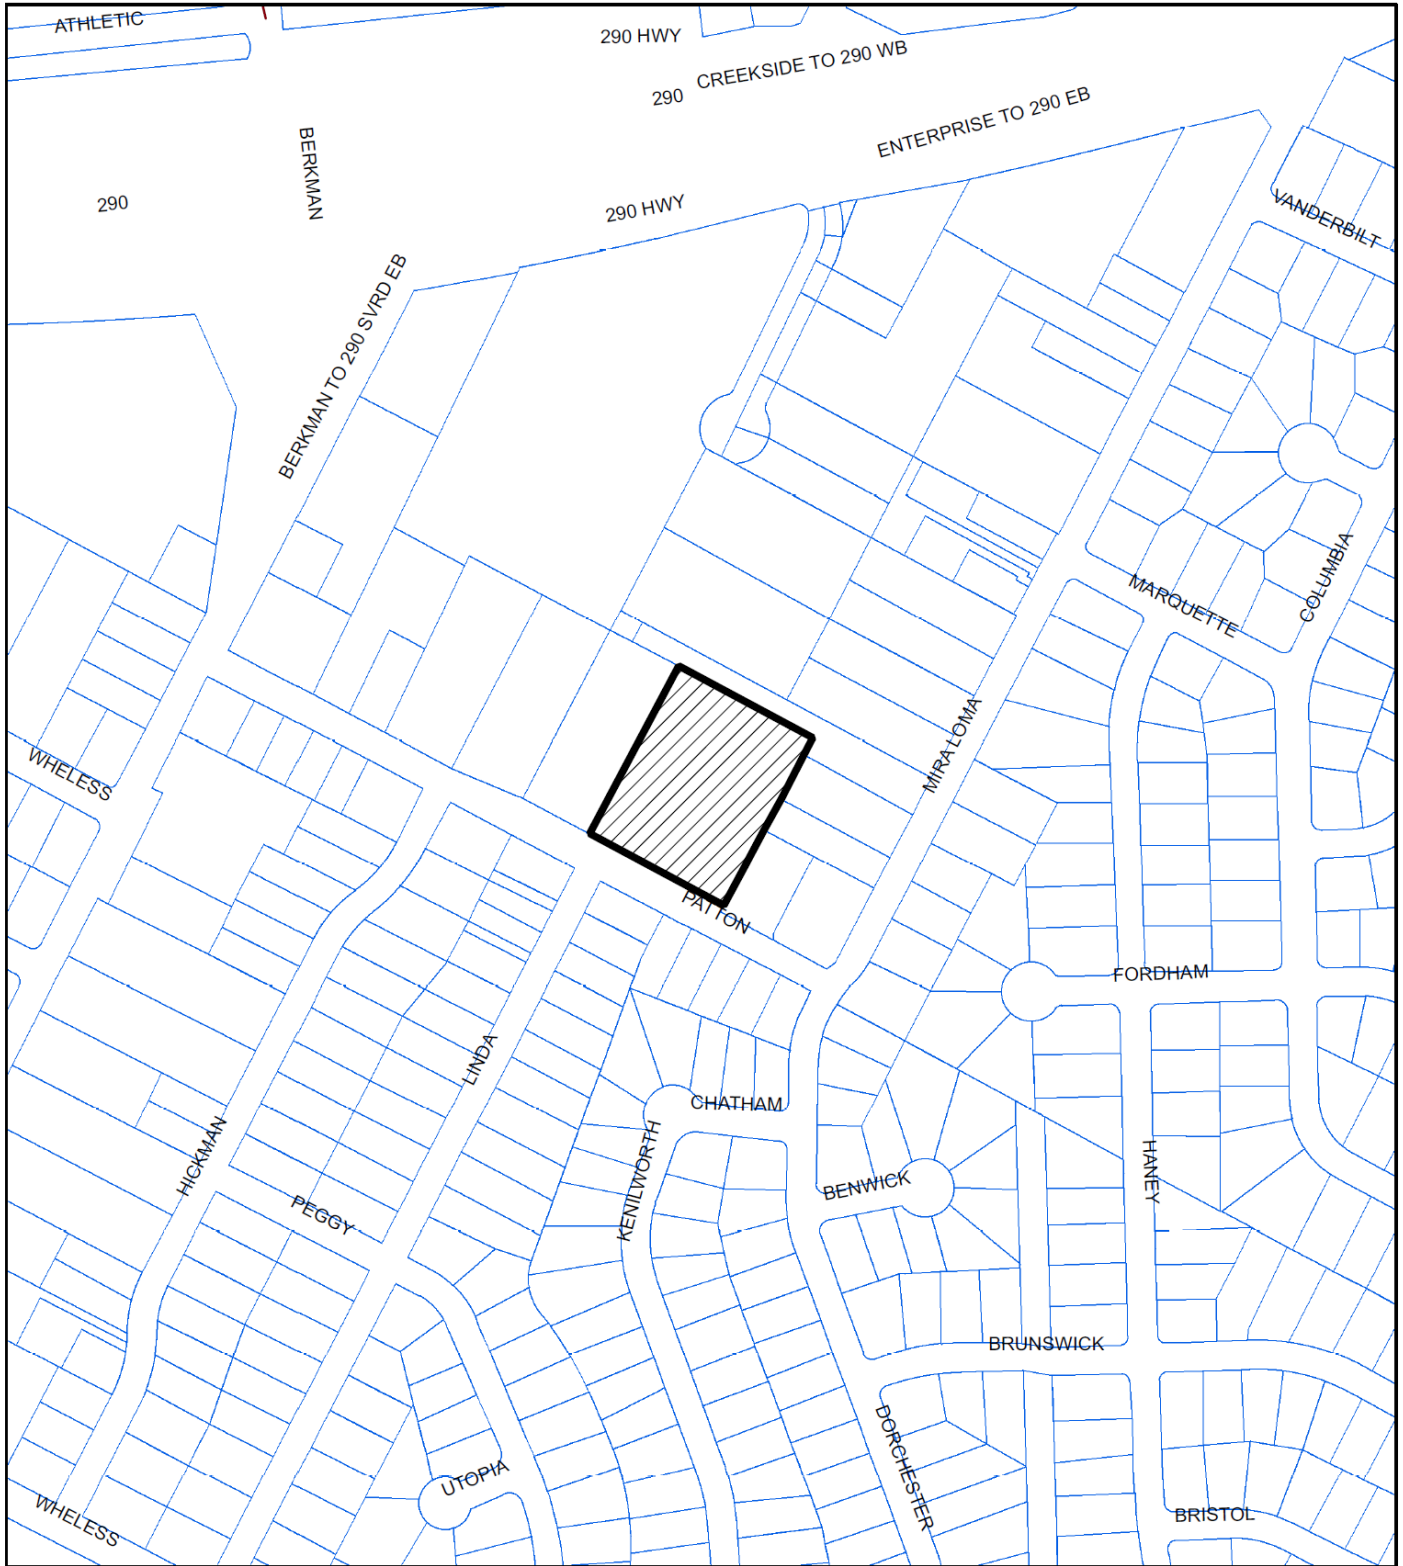 ATHLETIC
290 HWY
CREEKSIDE TO 290 WB
290
ENTERPRISE TO 290 EB
BERKMAN
290
290 HWY
VANDERBILT
BERKMAN TO 290 SVRD EB
COLUMBIA
MARQUETTE
MIRA LOMA
WHELESS
PATTON
FORDHAM
LINDA
CHATHAM
HICKMAN
KENILWORTH
HANEY
BENWICK
PEGGY
BRUNSWICK
DORCHESTER
UTOPIA
WHELESS
BRISTOL